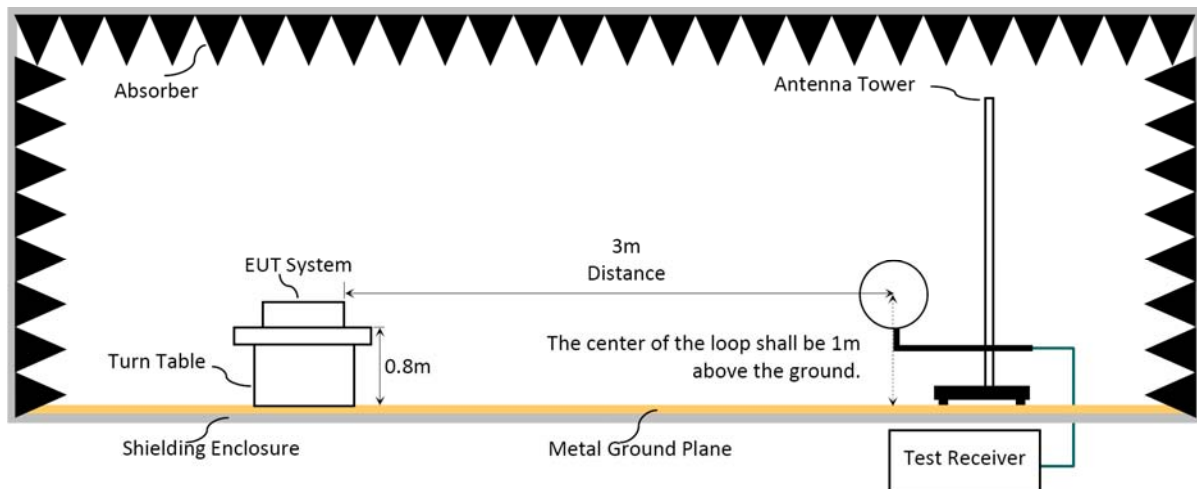 Absorber
Antenna Tower
3m
Distance
EUT System
The center of the loop shall be 1m
above the ground.
Turn Table
0.8m
Shielding Enclosure
Metal Ground Plane
Test Receiver